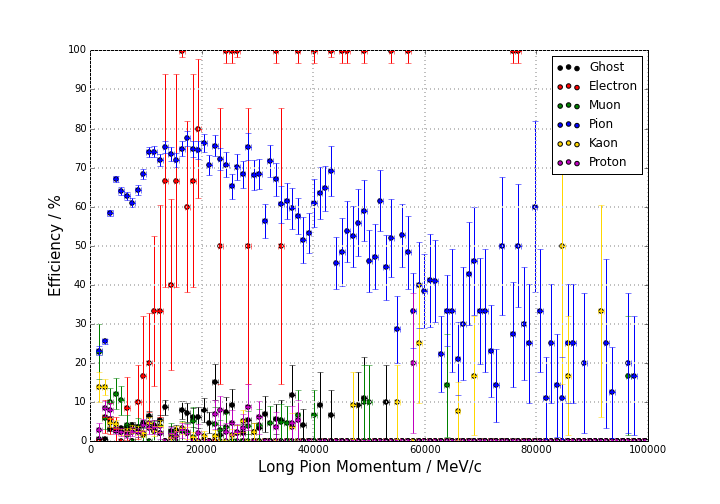 100
90
80
70
60
50
40
30
20
10
0
Efficiency / %
Ghost
Electron
Muon
Pion
Kaon
Proton
0 20000 40000 60000 80000 100000
Long Pion Momentum / MeV/c